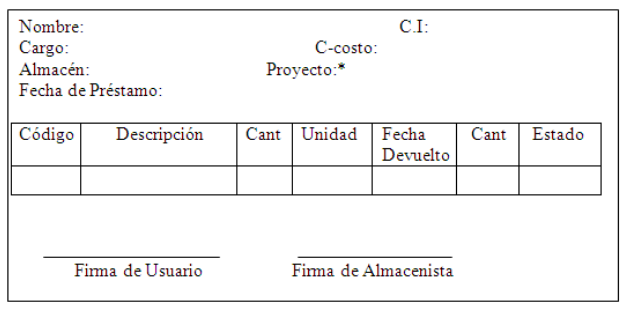 Nombre: C.I:
Cargo: C-costo:
Almacén: Proyecto:*
Fecha de Préstamo:
Código Descripción Cant Unidad Fecha Devuelto Cant Estado
Firma de Usuario Firma de Almacenista